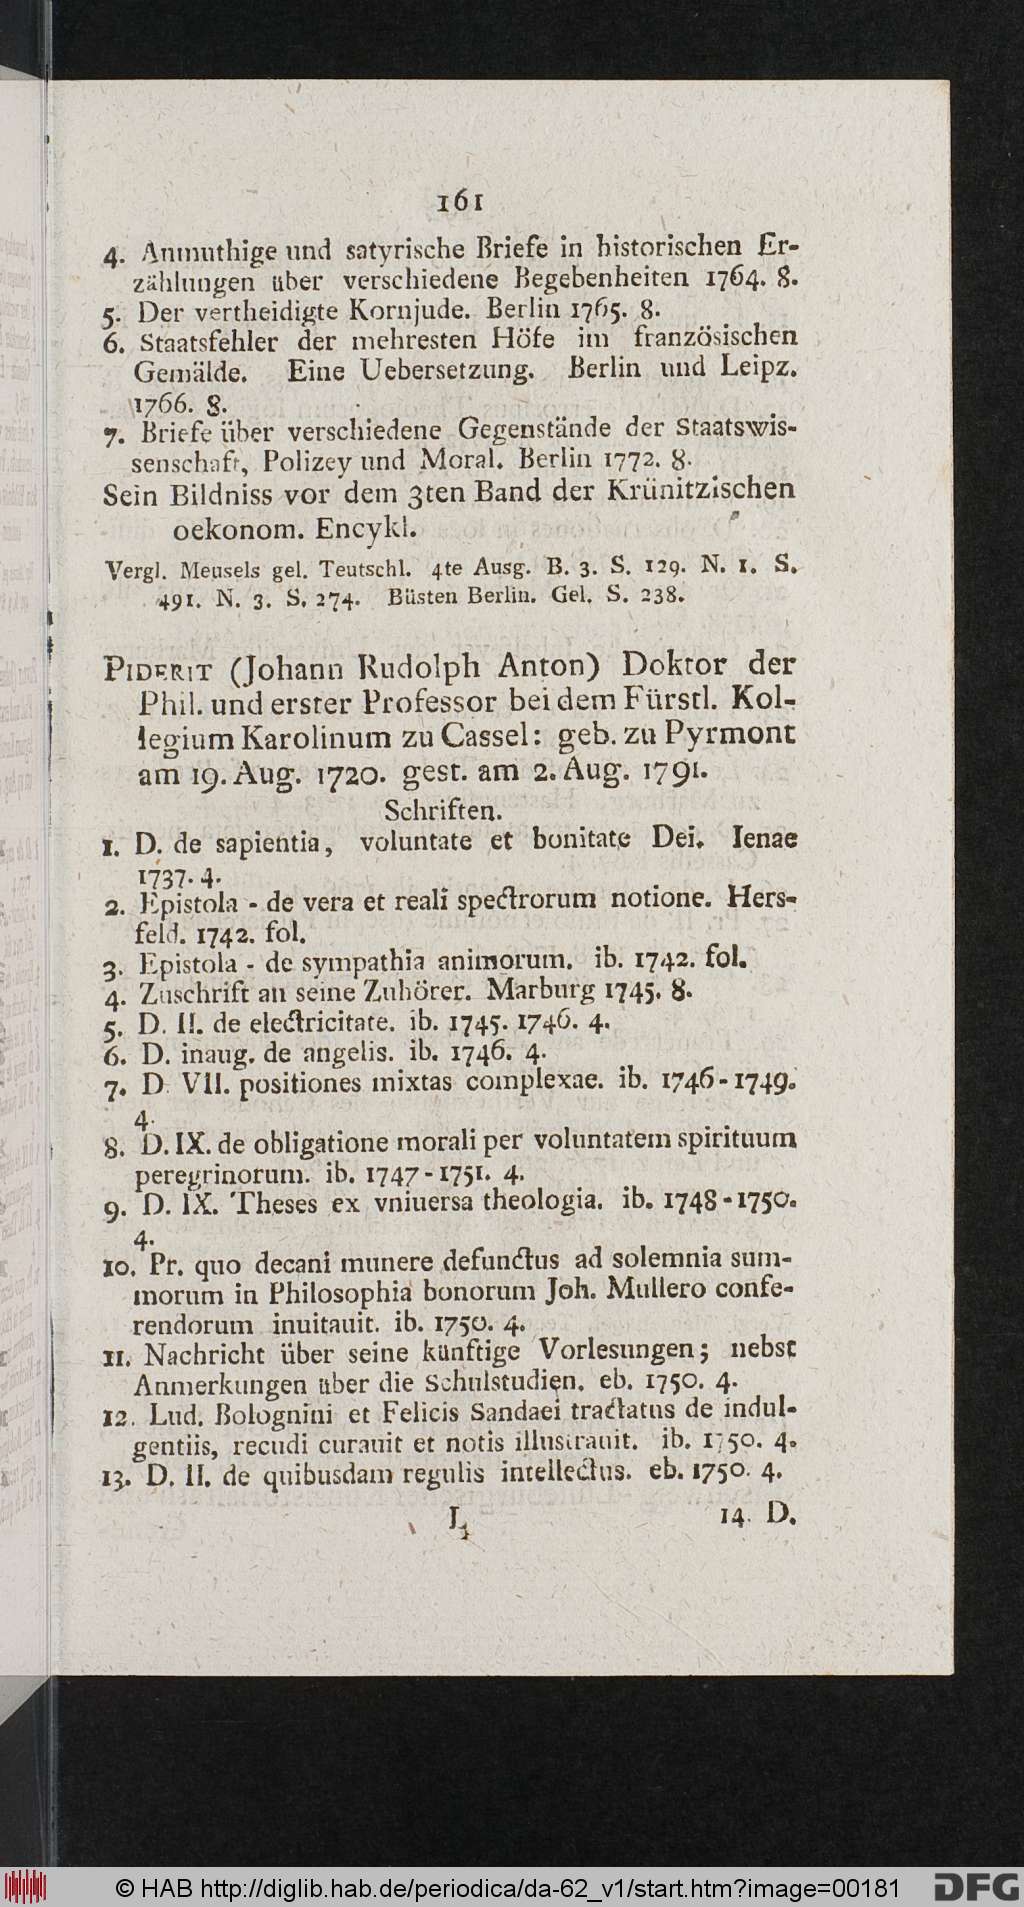 161
4. Anmuthige und satyrische Briefe in historischen Er-
zählungen über verschiedene Begebenheiten 1764. 8.
5. Der vertheidigte Kornjude. Berlin 1765. 8.
6. Staatsfehler der mehresten Höfe im französischen
Gemälde. Eine Uebersetzung. Berlin und Leipz.
1766. 8.
7. Briefe über verschiedene Gegenstände der Staatswis-
senschaft, Polizey und Moral. Berlin 1772. 8.
Sein Bildniss vor dem 3ten Band der Krünitzischen
oekonom. Encykl.
Vergl. Meusels gel. Teutschl. 4te Ausg. B. 3. S. 129. N. 1. S.
491. N. 3. S. 274. Büsten Berlin. Gel. S. 238.
PIDERIT (Johann Rudolph Anton) Doktor der
Phil. und erster Professor bei dem Fürstl. Kol-
legium Karolinum zu Cassel: geb. zu Pyrmont
am 19. Aug. 1720. gest. am 2. Aug. 1791.
Schriften.
1. D. de sapientia, voluntate et bonitate Dei. Ienae
1737. 4.
2. Epistola - de vera et reali spectrorum notione. Hers-
feld. 1742. fol.
3. Epistola - de sympathia animorum. ib. 1742. fol.
4. Zuschrift an seine Zuhörer. Marburg 1745. 8.
5. D. II. de electricitate. ib. 1745. 1746. 4.
6. D. inaug. de angelis. ib. 1746. 4.
7. D. VII. positiones mixtas complexae. ib. 1746-1749.
4.
8. D. IX. de obligatione morali per voluntatem spirituum
peregrinorum. ib. 1747-1751. 4.
9. D. IX. Theses ex vniuersa theologia. ib. 1748-1750.
4.
10. Pr. quo decani munere defunctus ad solemnia sum-
morum in Philosophia bonorum Joh. Mullero confe-
rendorum inuitauit. ib. 1750. 4.
11. Nachricht über seine künftige Vorlesungen; nebst
Anmerkungen über die Schulstudien. eb. 1750. 4.
12. Lud. Bolognini et Felicis Sandaei tractatus de indul-
gentiis, recudi curauit et notis illustrauit. ib. 1750. 4.
13. D. II. de quibusdam regulis intellectus. eb. 1750. 4.
L 14. D.
© HAB http://diglib.hab.de/periodica/da-62_v1/start.htm?image=00181
DFG